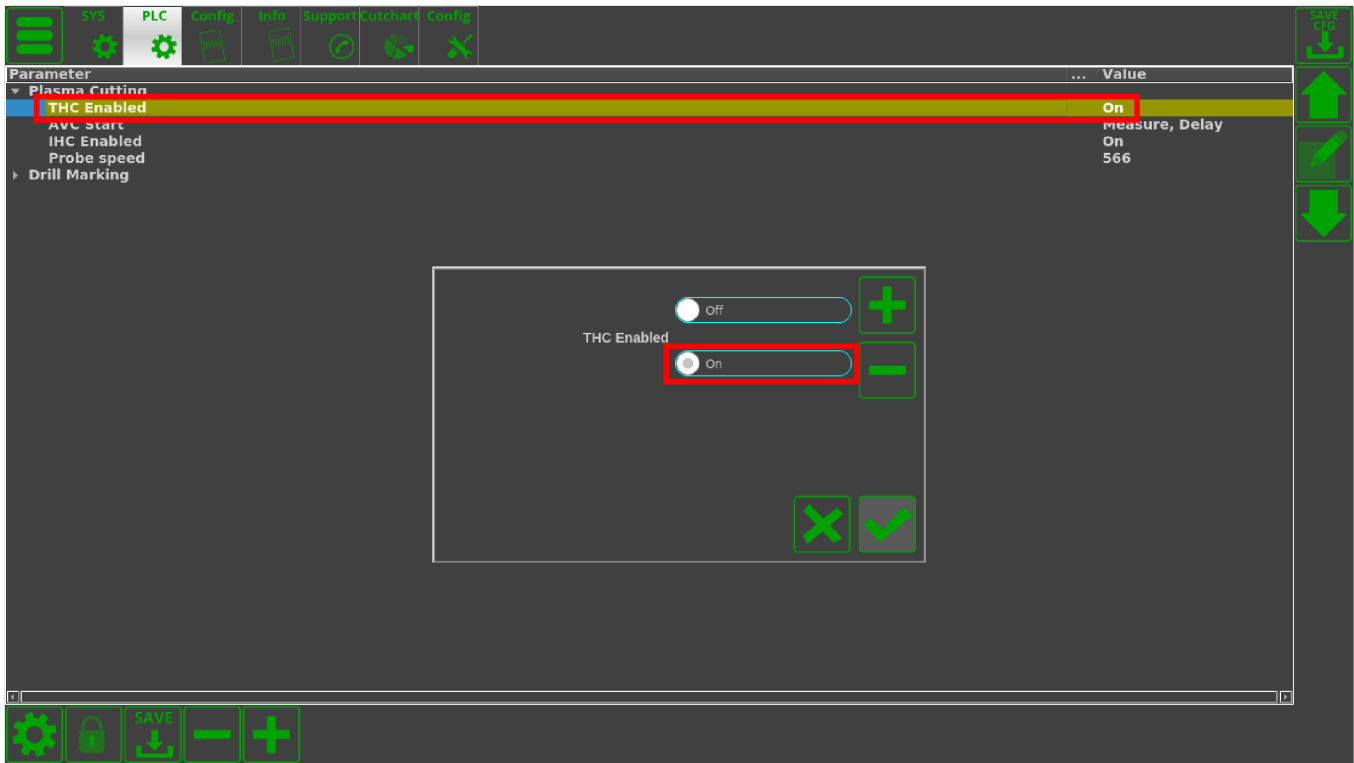 SYS PLC Config Info Support Cutchart Config SAVE CFG
Parameter ... Value
Plasma Cutting
THC Enabled On
AVC Start Measure, Delay
IHC Enabled On
Probe speed 566
Drill Marking
Off
THC Enabled
On
SAVE